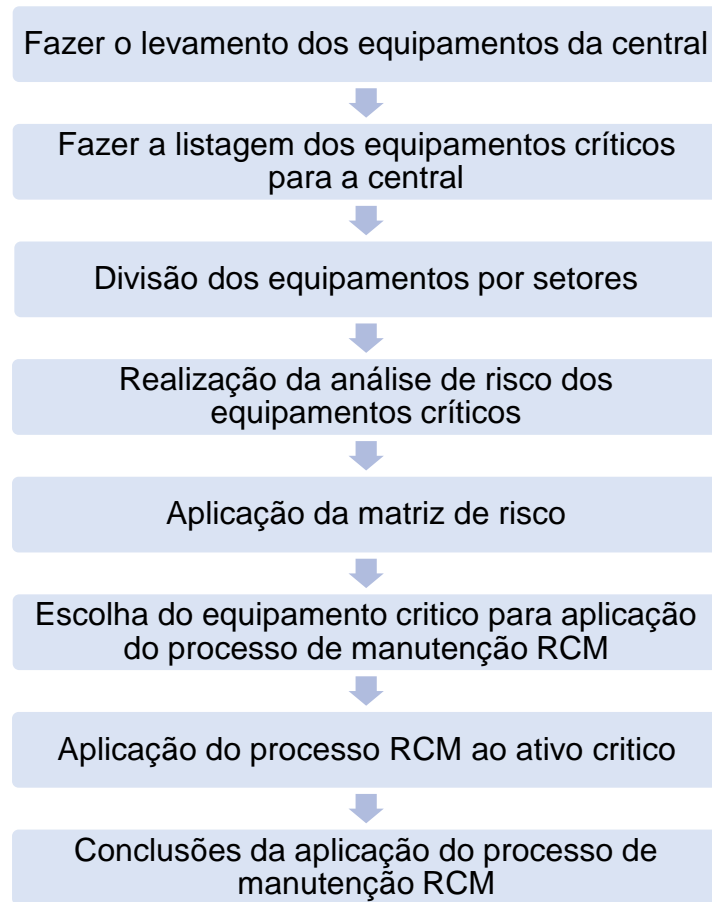 Fazer o levamento dos equipamentos da central
Fazer a listagem dos equipamentos críticos
para a central
Divisão dos equipamentos por setores
Realização da análise de risco dos
equipamentos críticos
Aplicação da matriz de risco
Escolha do equipamento critico para aplicação
do processo de manutenção RCM
Aplicação do processo RCM ao ativo critico
Conclusões da aplicação do processo de
manutenção RCM